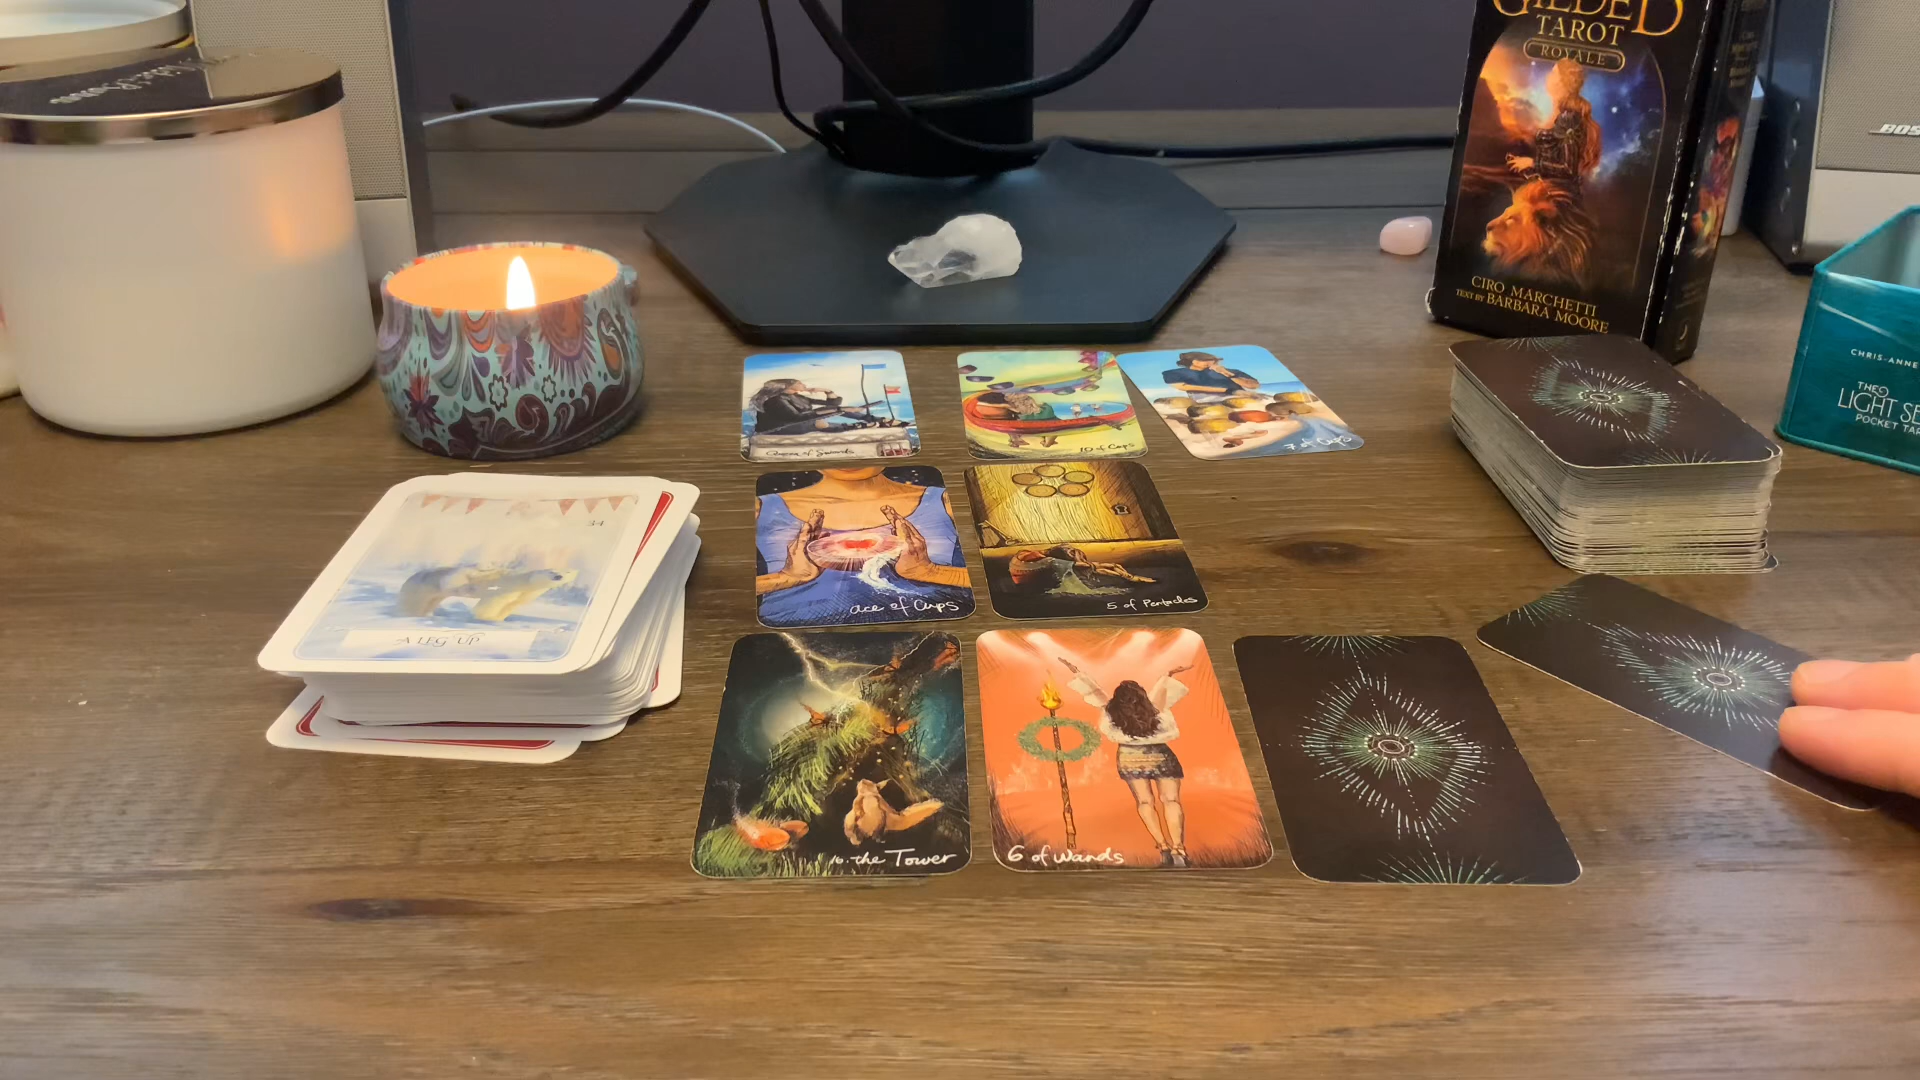 GILDED
TAROT
ROYALE
CIRO MARCHETTI
TEXT BY BARBARA MOORE
BOS
CHRIS-ANNE
THE
LIGHT SE
POCKET TAR
Queen of Swords
10 of Cups
7 of Cups
34
A LEG UP
ace of Cups
5 of Pentacles
16. the Tower
6 of Wands